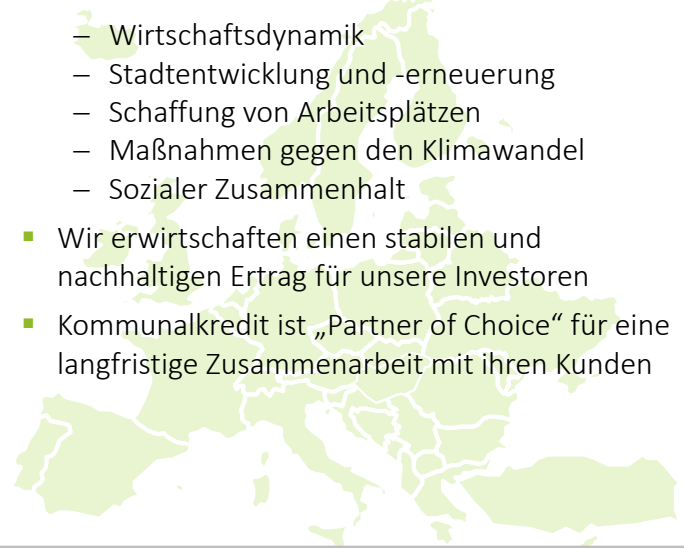 – Wirtschaftsdynamik
– Stadtentwicklung und -erneuerung
– Schaffung von Arbeitsplätzen
– Maßnahmen gegen den Klimawandel
– Sozialer Zusammenhalt
▪ Wir erwirtschaften einen stabilen und
nachhaltigen Ertrag für unsere Investoren
▪ Kommunalkredit ist „Partner of Choice“ für eine
langfristige Zusammenarbeit mit ihren Kunden